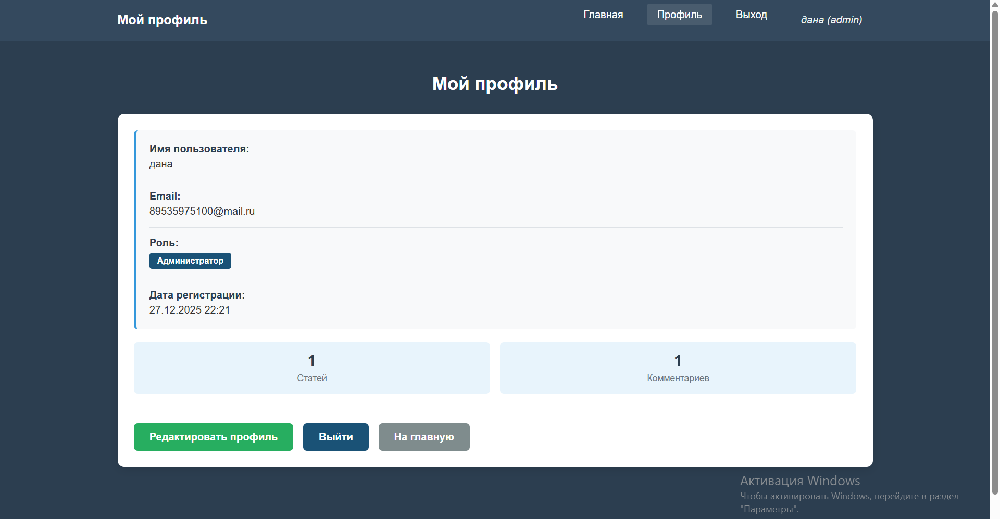 Мой профиль
Главная
Профиль
Выход
дана (admin)
Мой профиль
Имя пользователя:
дана
Email:
89535975100@mail.ru
Роль:
Администратор
Дата регистрации:
27.12.2025 22:21
1
Статей
1
Комментариев
Редактировать профиль
Выйти
На главную
Активация Windows
Чтобы активировать Windows, перейдите в раздел
"Параметры".